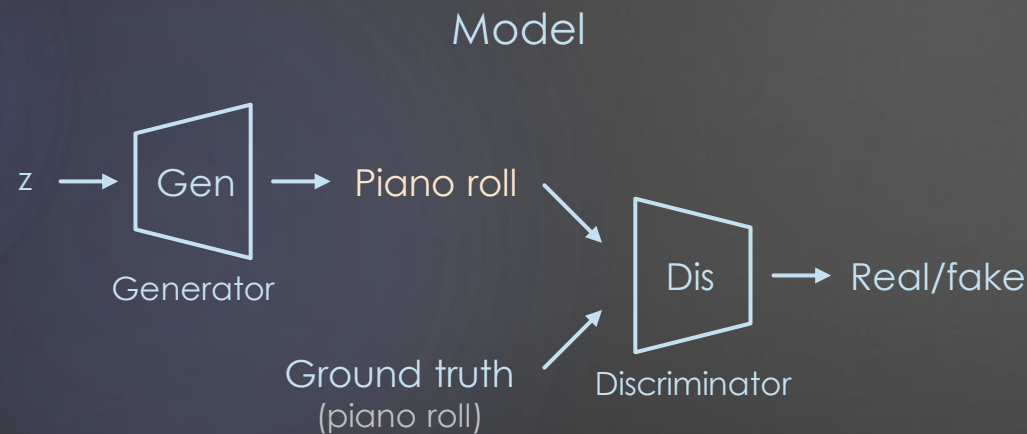 Model
z
Gen
Piano roll
Generator
Dis
Real/fake
Ground truth
(piano roll)
Discriminator